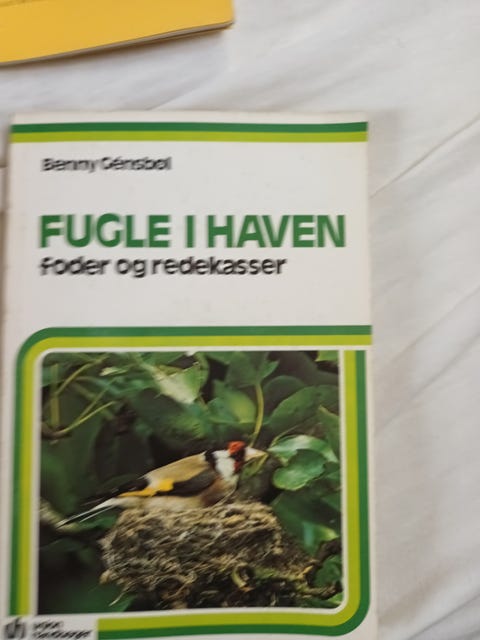 Benny Génsbøl
FUGLE I HAVEN
foder og redekasser